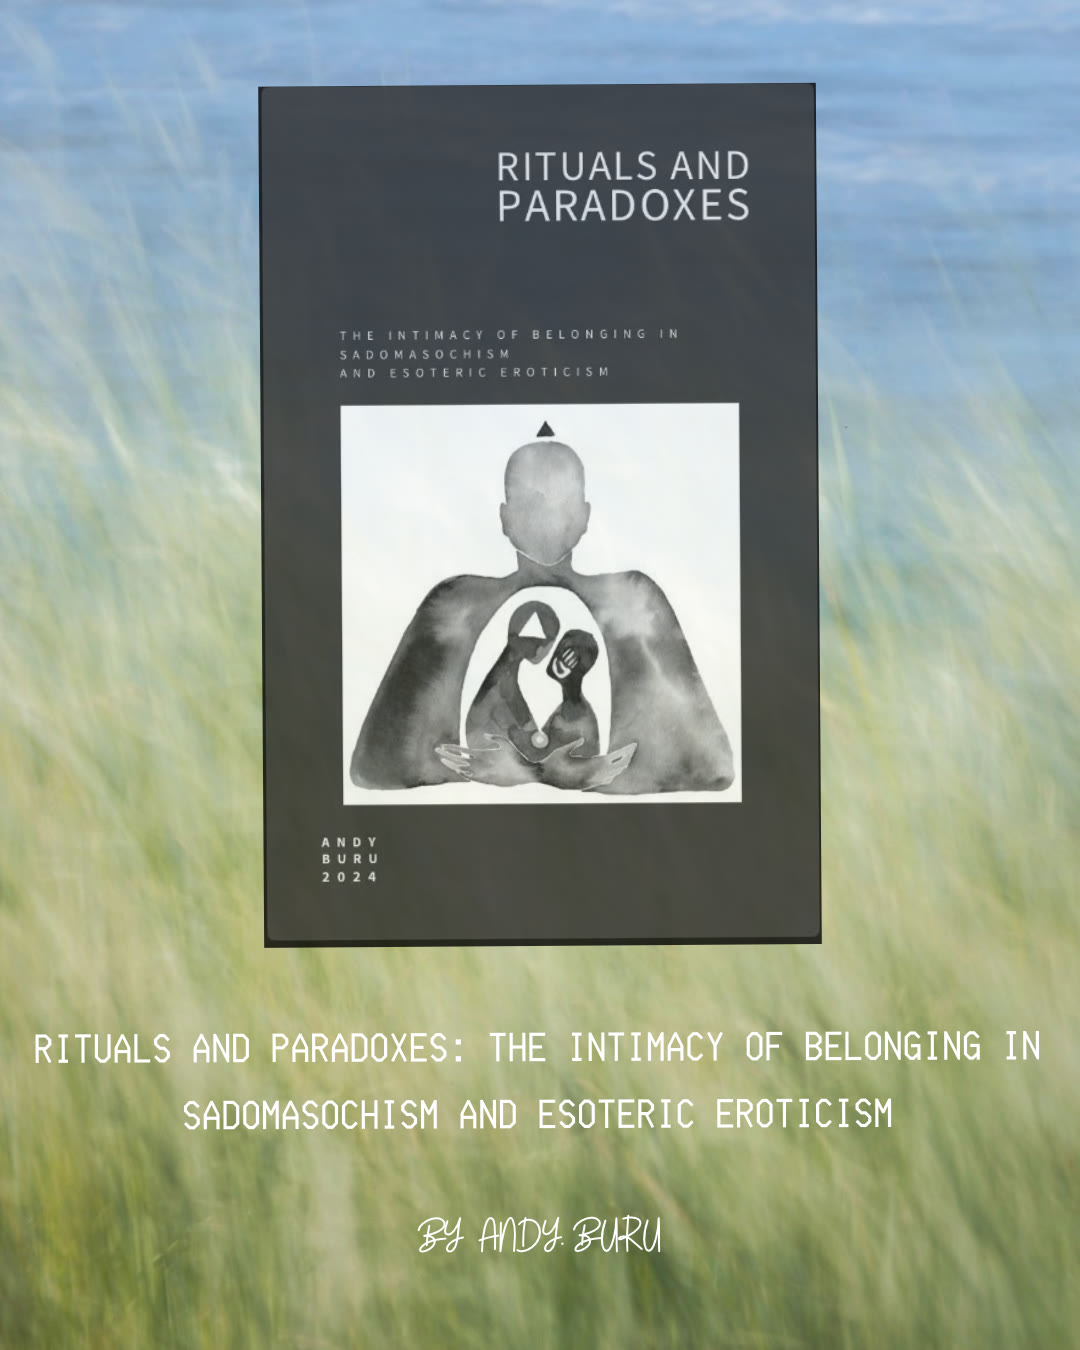 RITUALS AND
PARADOXES
THE INTIMACY OF BELONGING IN
SADOMASOCHISM
AND ESOTERIC EROTICISM
ANDY
BURU
2024
RITUALS AND PARADOXES: THE INTIMACY OF BELONGING IN
SADOMASOCHISM AND ESOTERIC EROTICISM
BY ANDY. BURU